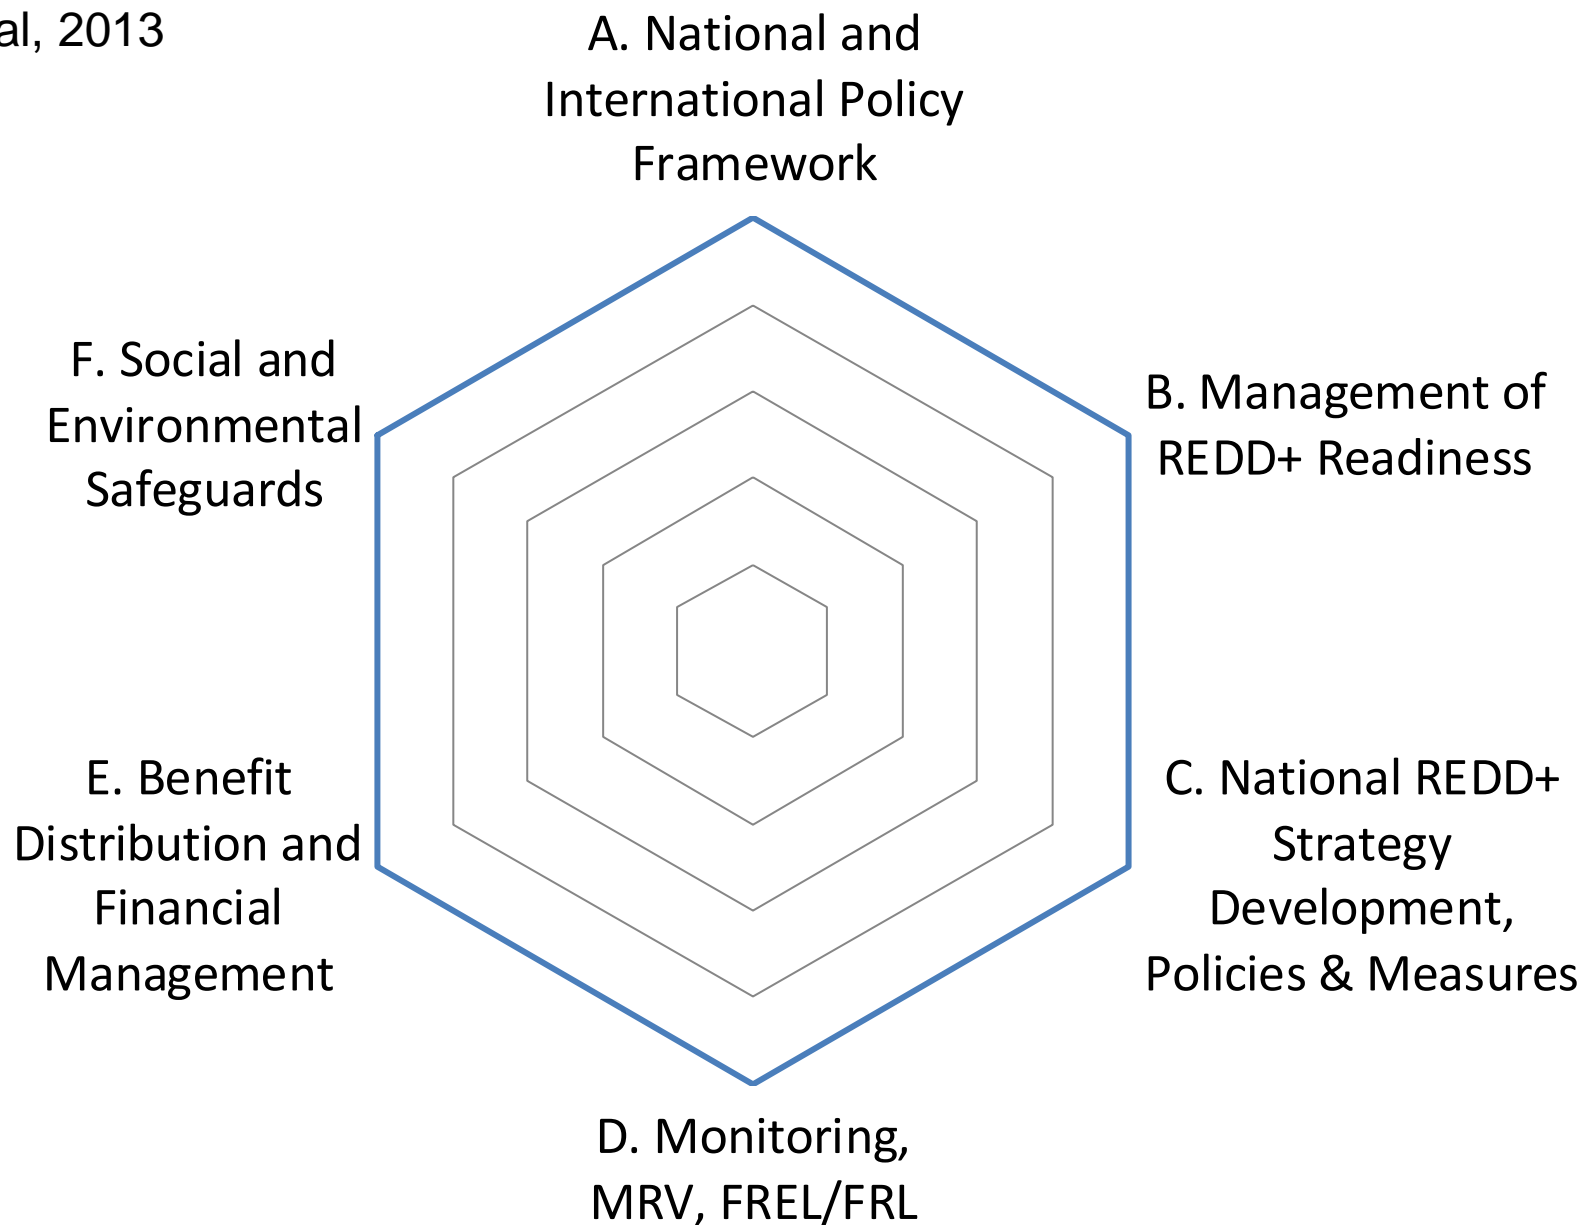 al, 2013
A. National and
International Policy
Framework
B. Management of
REDD+ Readiness
C. National REDD+
Strategy
Development,
Policies & Measures
D. Monitoring,
MRV, FREL/FRL
E. Benefit
Distribution and
Financial
Management
F. Social and
Environmental
Safeguards